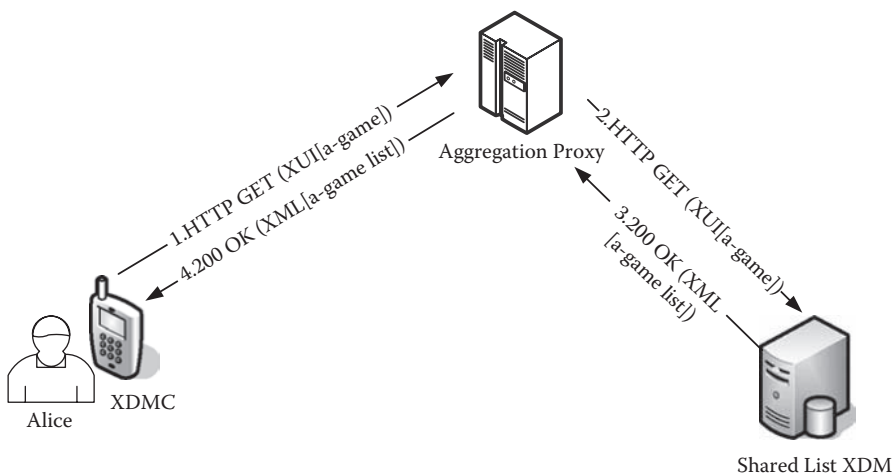 1.HTTP GET (XUI[a-game])
4.200 OK (XML[a-game list])
Aggregation Proxy
2.HTTP GET (XUI[a-game])
3.200 OK (XML
[a-game list])
Alice
XDMC
Shared List XDM